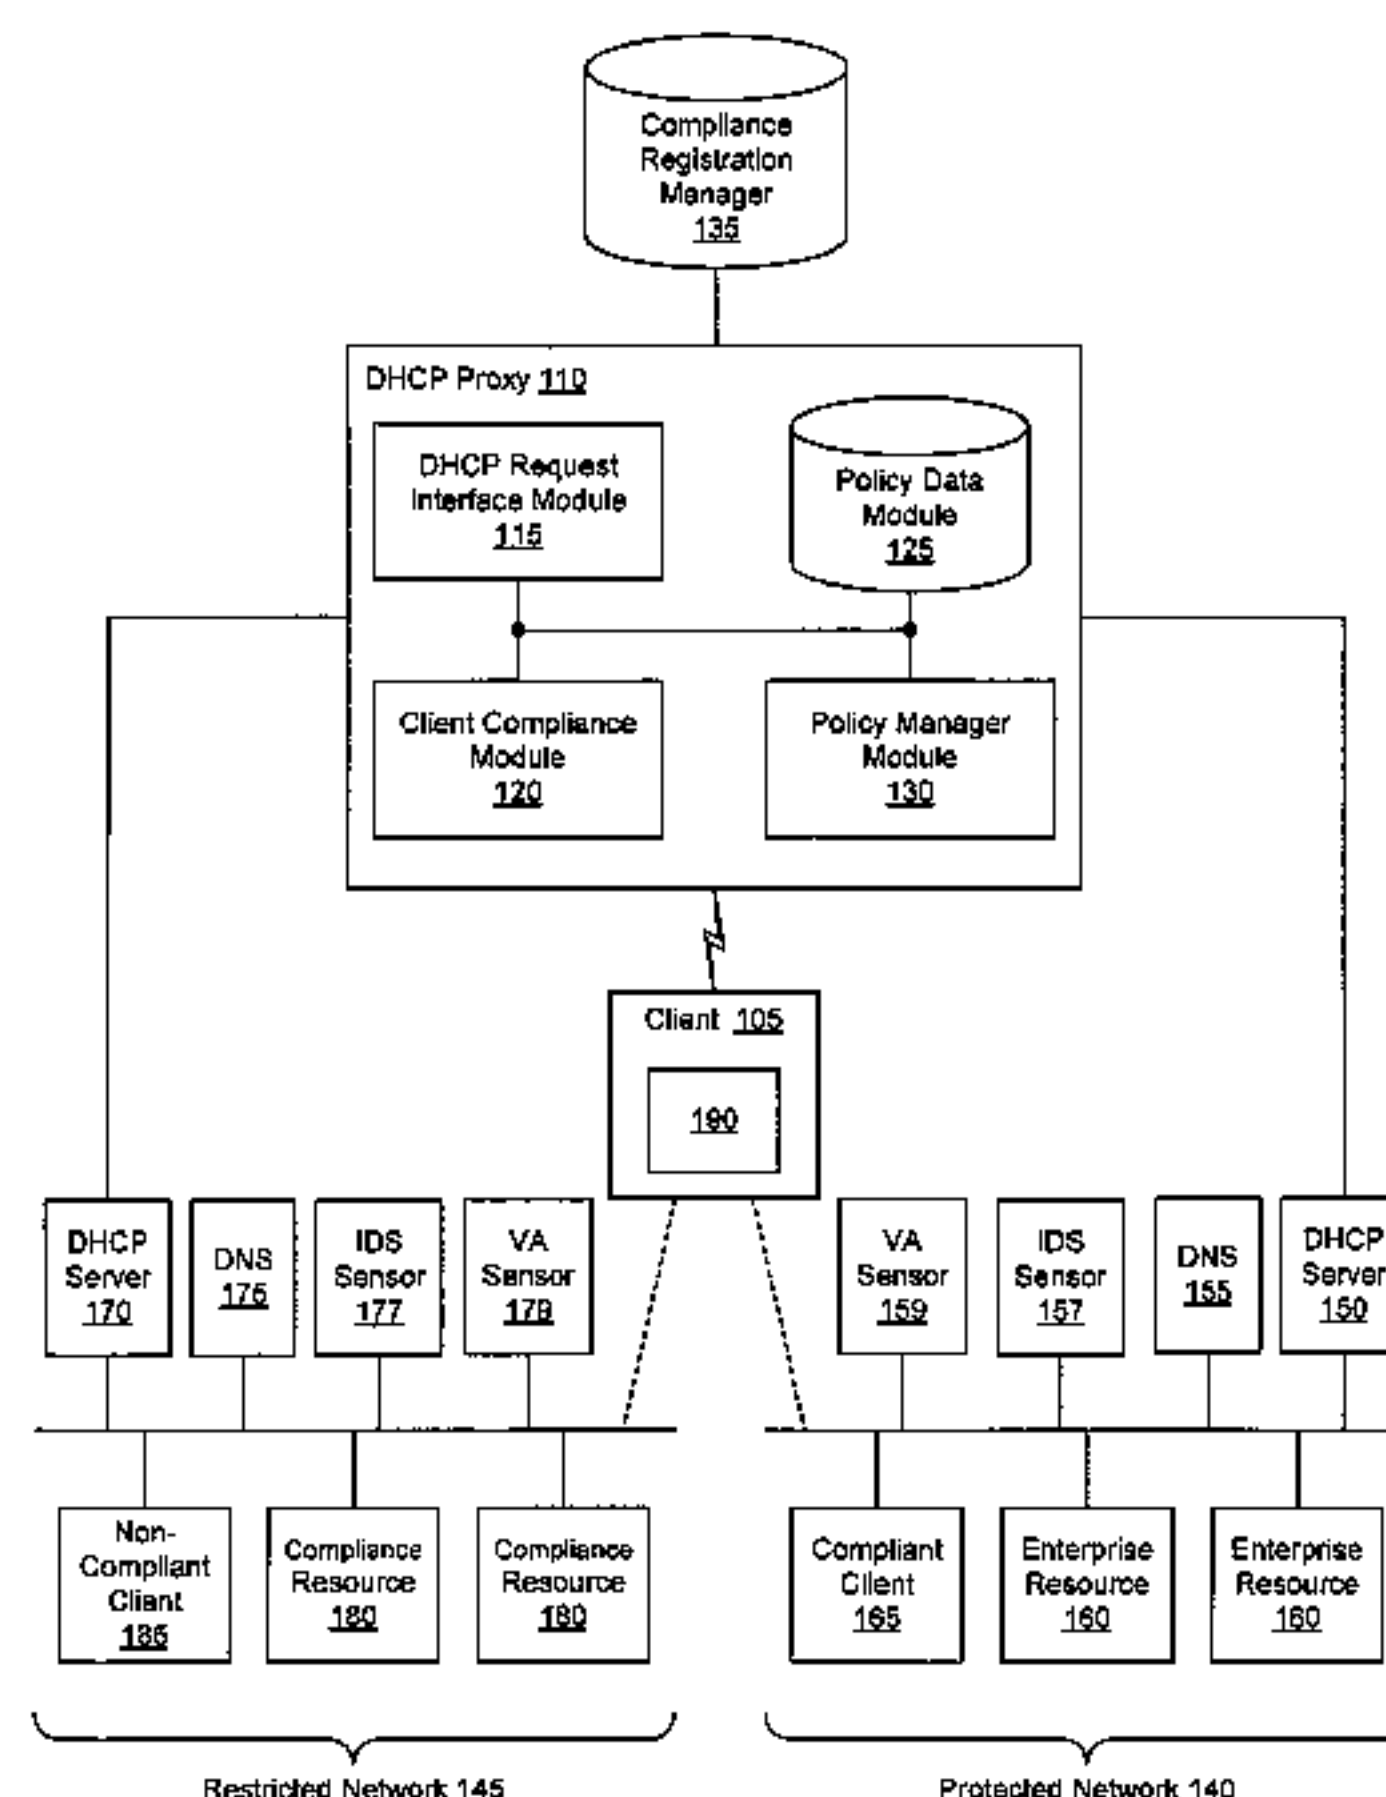 Compliance
Registration
Manager
135
DHCP Proxy 110
DHCP Request
Interface Module
115
Policy Data
Module
125
Client Compliance
Module
120
Policy Manager
Module
130
Client 105
190
DHCP
Server
170
DNS
175
IDS
Sensor
177
VA
Sensor
179
VA
Sensor
159
IDS
Sensor
157
DNS
155
DHCP
Server
150
Non-
Compliant
Client
185
Compliance
Resource
180
Compliance
Resource
180
Compliant
Client
165
Enterprise
Resource
160
Enterprise
Resource
160
Restricted Network 145
Protected Network 140